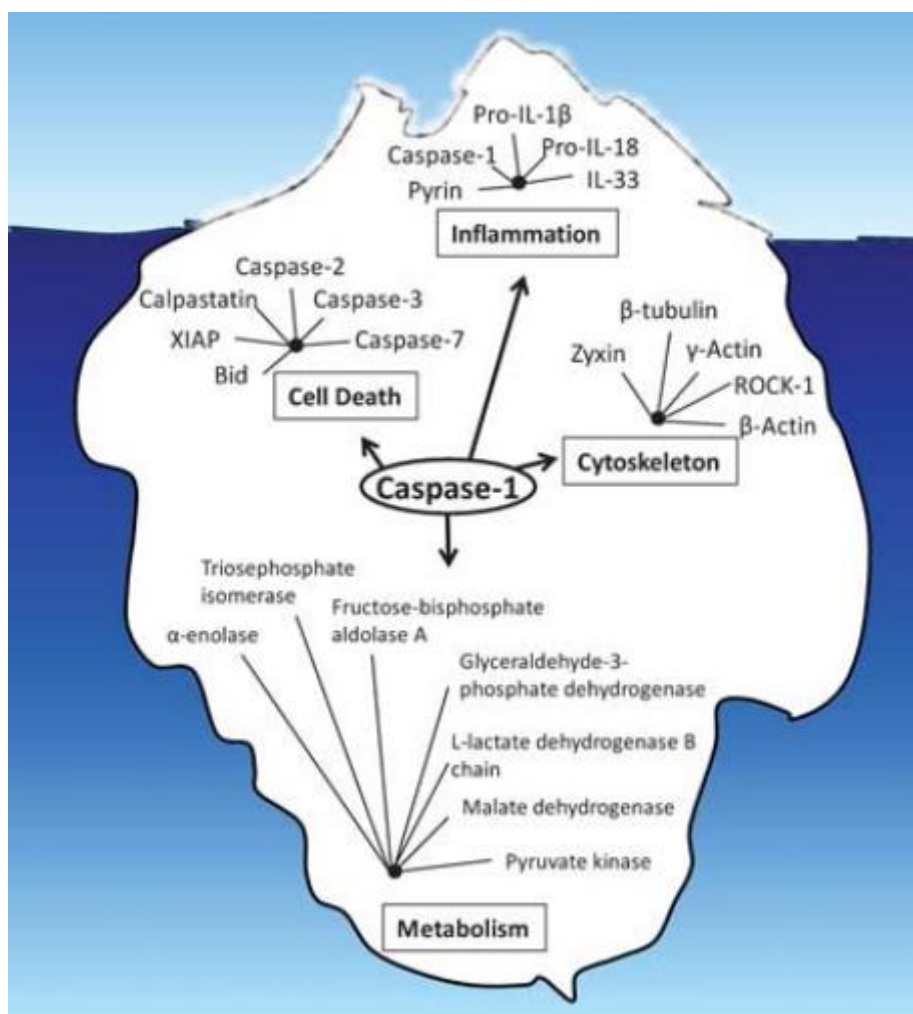 Pro-IL-1β
Caspase-1
Pro-IL-18
Pyrin
IL-33
Inflammation
Caspase-2
Calpastatin
Caspase-3
XIAP
Caspase-7
Bid
Cell Death
β-tubulin
Zyxin
γ-Actin
ROCK-1
β-Actin
Cytoskeleton
Caspase-1
Triosephosphate
isomerase
α-enolase
Fructose-bisphosphate
aldolase A
Glyceraldehyde-3-
phosphate dehydrogenase
L-lactate dehydrogenase B
chain
Malate dehydrogenase
Pyruvate kinase
Metabolism